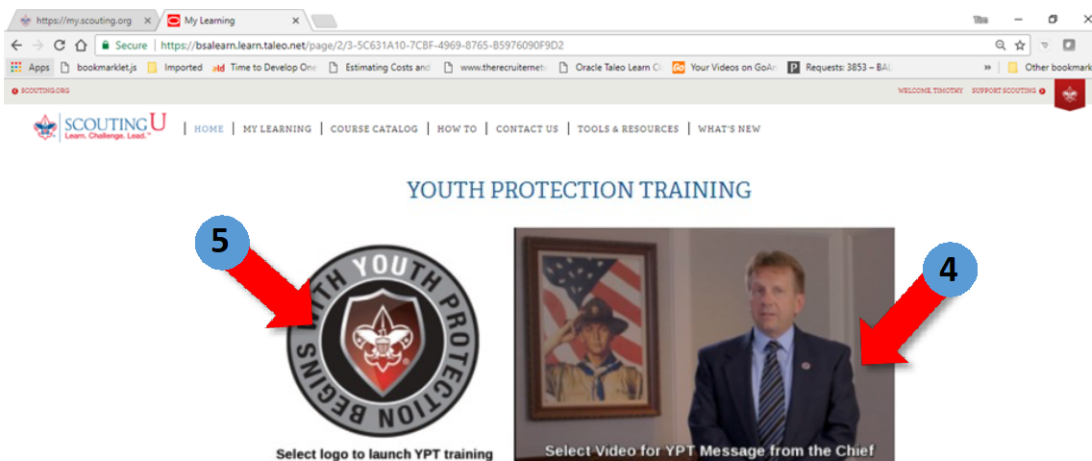 https://my.scouting.org
My Learning
Secure https://bsalearn.learn.taleo.net/page/2/3-5C631A10-7CBF-4969-8765-B5976090F9D2
Apps bookmarklet.js Imported Time to Develop One Estimating Costs and www.therecruiternet Oracle Taleo Learn Your Videos on GoAn Requests: 3853 – BAL » Other bookmark
SCOUTING.ORG WELCOME, TIMOTHY SUPPORT SCOUTING
SCOUTING U
Learn. Challenge. Lead.™
HOME | MY LEARNING | COURSE CATALOG | HOW TO | CONTACT US | TOOLS & RESOURCES | WHAT'S NEW
YOUTH PROTECTION TRAINING
5
4
BEGINS WITH YOUTH PROTECTION
Select logo to launch YPT training
Select Video for YPT Message from the Chief